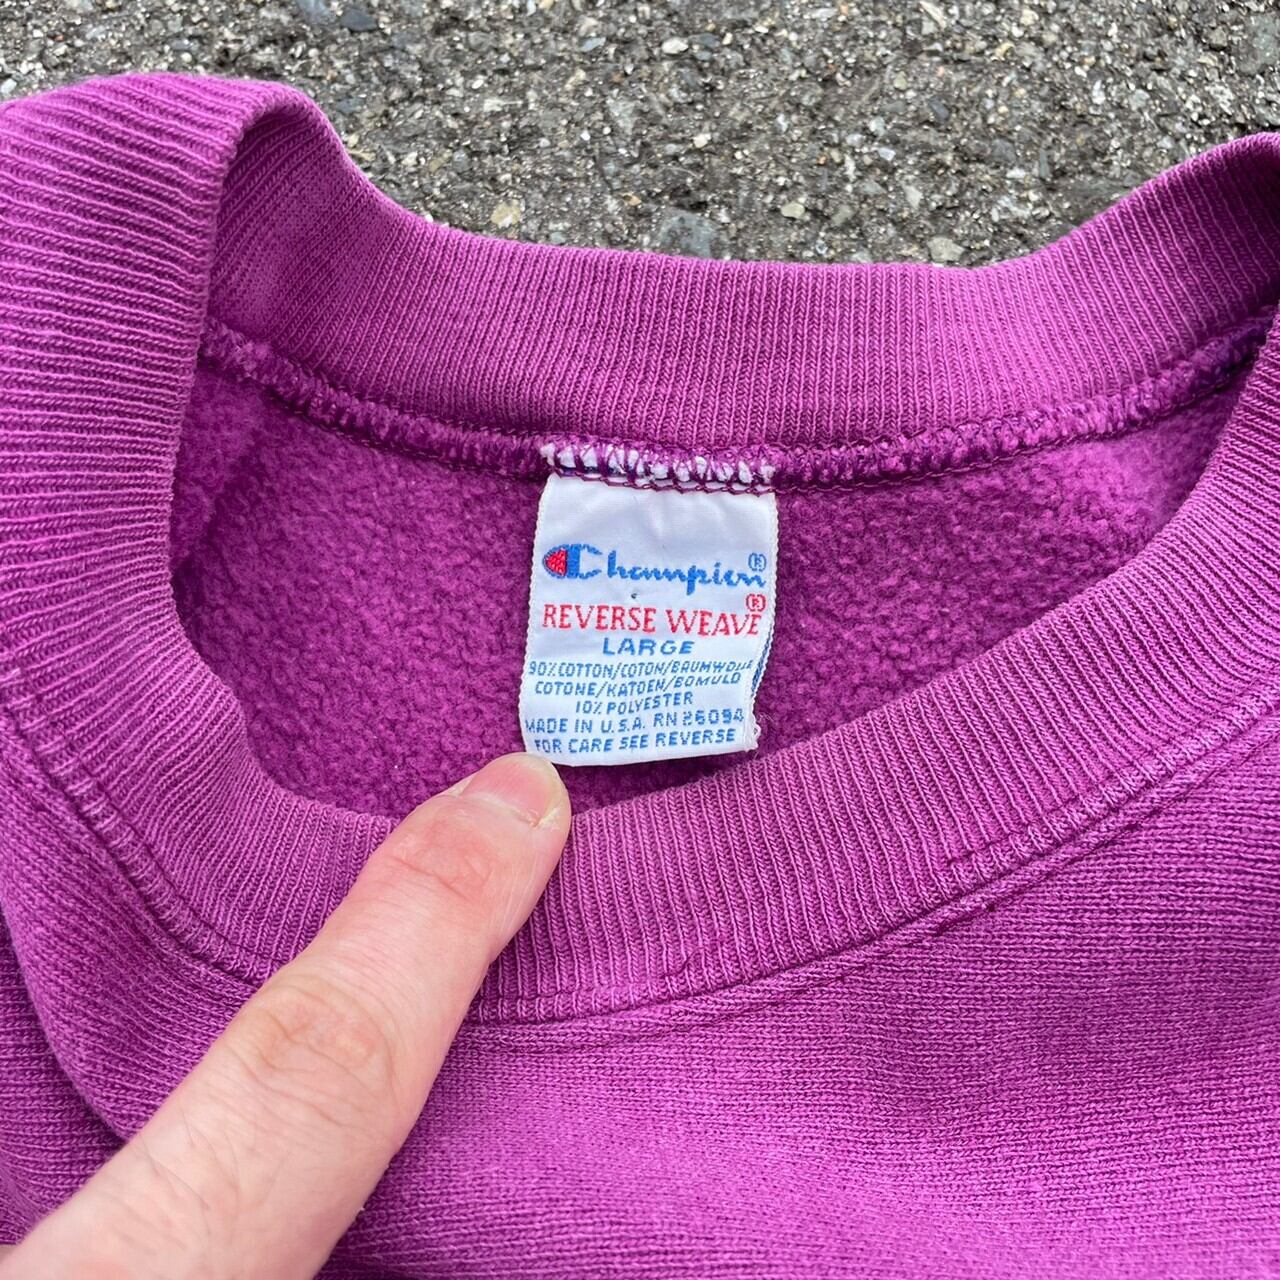 Champion®
REVERSE WEAVE®
LARGE
90% COTTON/COTON/BAUMWOLLE
COTONE/KATOEN/BOMULD
10% POLYESTER
MADE IN U.S.A. RN 26094
FOR CARE SEE REVERSE